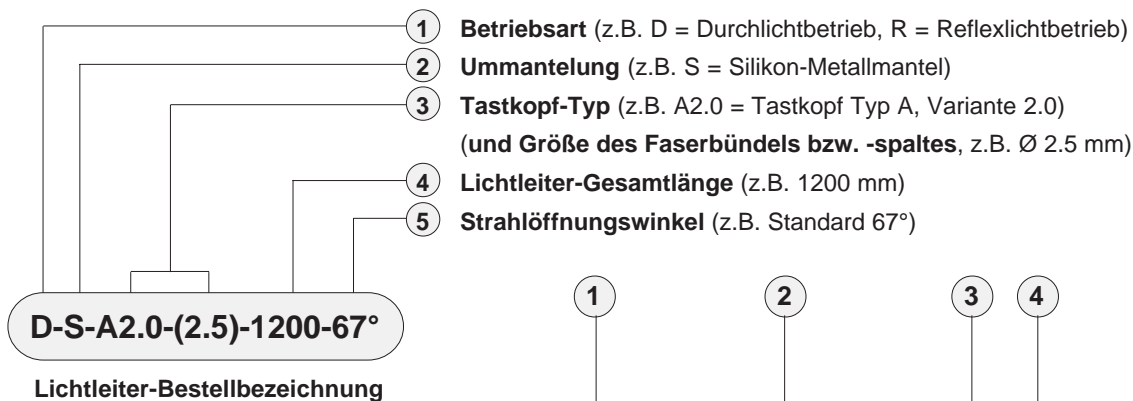 1 Betriebsart (z.B. D = Durchlichtbetrieb, R = Reflexlichtbetrieb)
2 Ummantelung (z.B. S = Silikon-Metallmantel)
3 Tastkopf-Typ (z.B. A2.0 = Tastkopf Typ A, Variante 2.0)
(und Größe des Faserbündels bzw. -spaltes, z.B. Ø 2.5 mm)
4 Lichtleiter-Gesamtlänge (z.B. 1200 mm)
5 Strahlöffnungswinkel (z.B. Standard 67°)
1 2 3 4
D-S-A2.0-(2.5)-1200-67°
Lichtleiter-Bestellbezeichnung